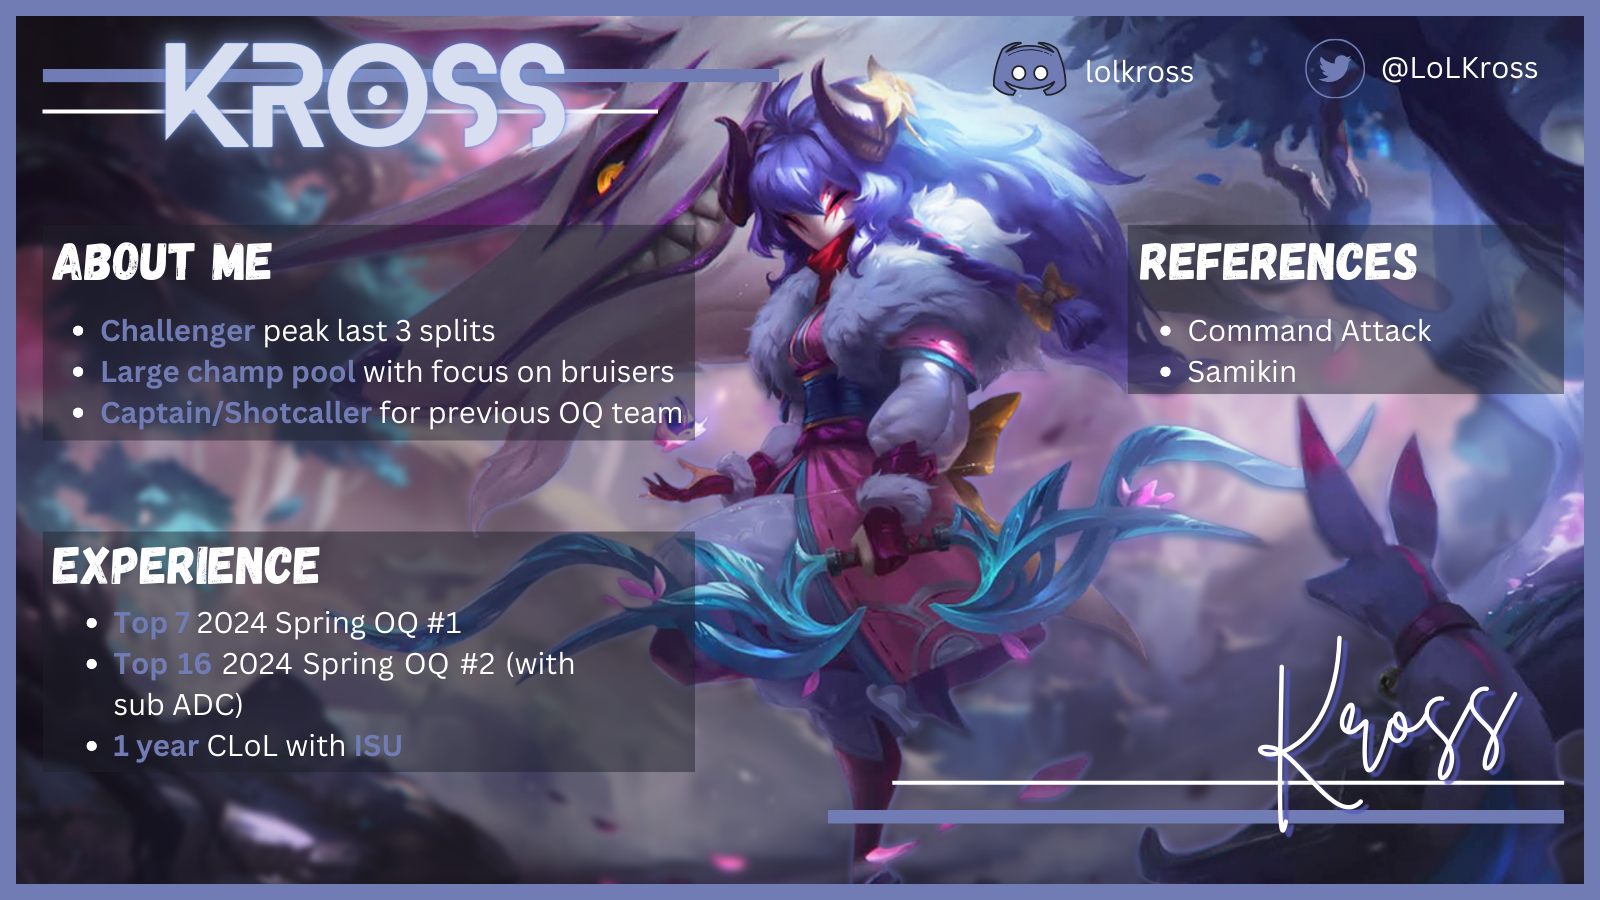 KROSS
lolkross
@LoLKross
ABOUT ME
Challenger peak last 3 splits
Large champ pool with focus on bruisers
Captain/Shotcaller for previous OQ team
REFERENCES
Command Attack
Samikin
EXPERIENCE
Top 7 2024 Spring OQ #1
Top 16 2024 Spring OQ #2 (with
sub ADC)
1 year CLoL with ISU
Kross